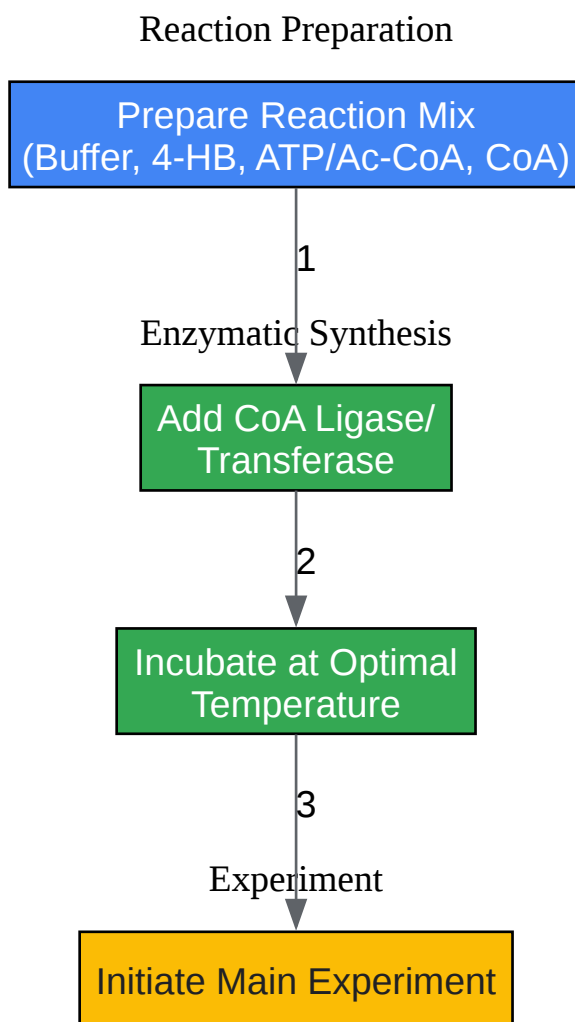 Reaction Preparation
Prepare Reaction Mix
(Buffer, 4-HB, ATP/Ac-CoA, CoA)
1
Enzymatic Synthesis
Add CoA Ligase/
Transferase
2
Incubate at Optimal
Temperature
3
Experiment
Initiate Main Experiment